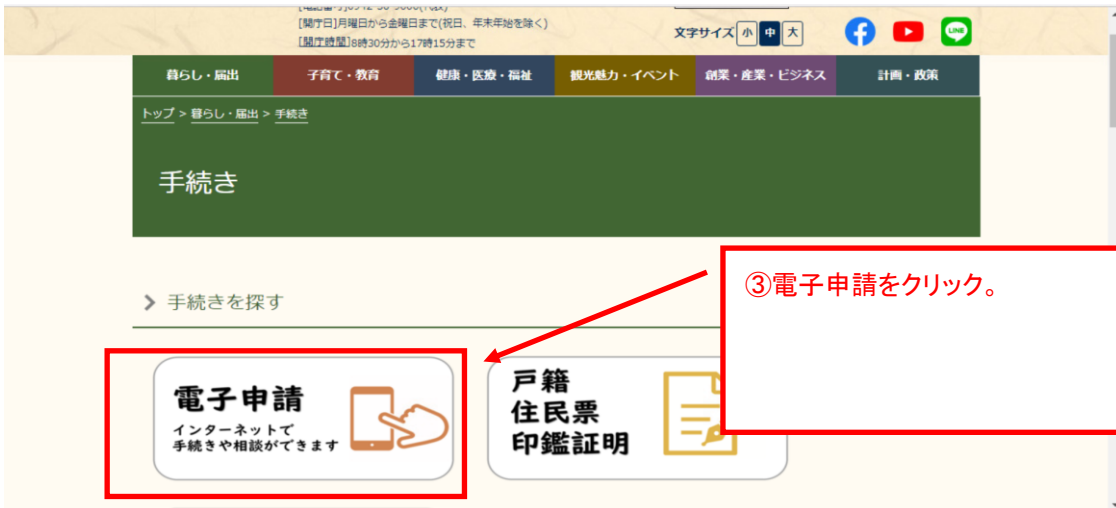 [開庁日]月曜日から金曜日まで(祝日、年末年始を除く)
[開庁時間]8時30分から17時15分まで
文字サイズ 小 中 大
LINE
暮らし・届出 子育て・教育 健康・医療・福祉 観光魅力・イベント 創業・産業・ビジネス 計画・政策
トップ > 暮らし・届出 > 手続き
手続き
③電子申請をクリック。
手続きを探す
電子申請
インターネットで
手続きや相談ができます
戸籍
住民票
印鑑証明